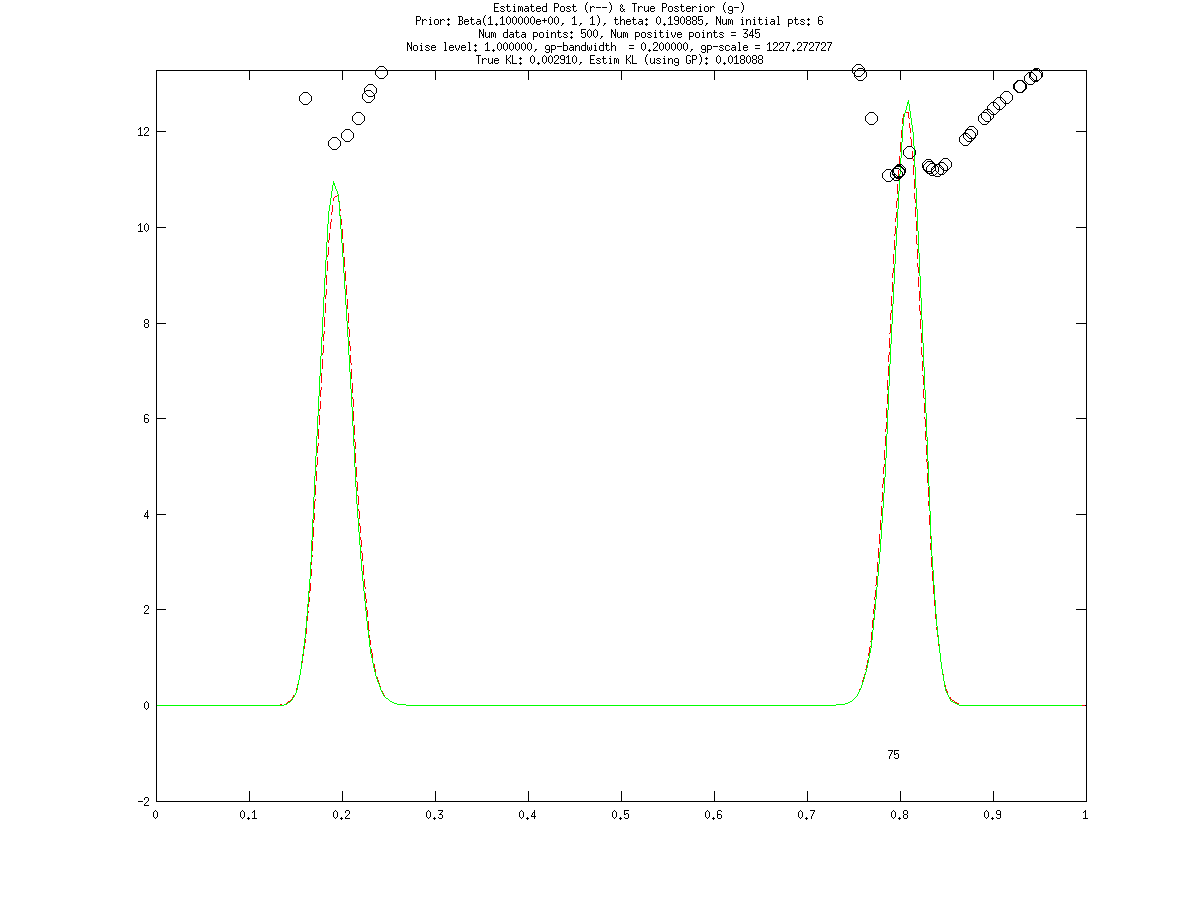 Estimated Post (r--) & True Posterior (g-)
Prior: Beta(1.100000e+00, 1, 1), theta: 0.190885, Num initial pts: 6
Num data points: 500, Num positive points = 345
Noise level: 1.000000, gp-bandwidth  = 0.200000, gp-scale = 1227.272727
True KL: 0.002910, Estim KL (using GP): 0.018088
12
10
8
6
4
2
0
75
-2
0 0.1 0.2 0.3 0.4 0.5 0.6 0.7 0.8 0.9 1